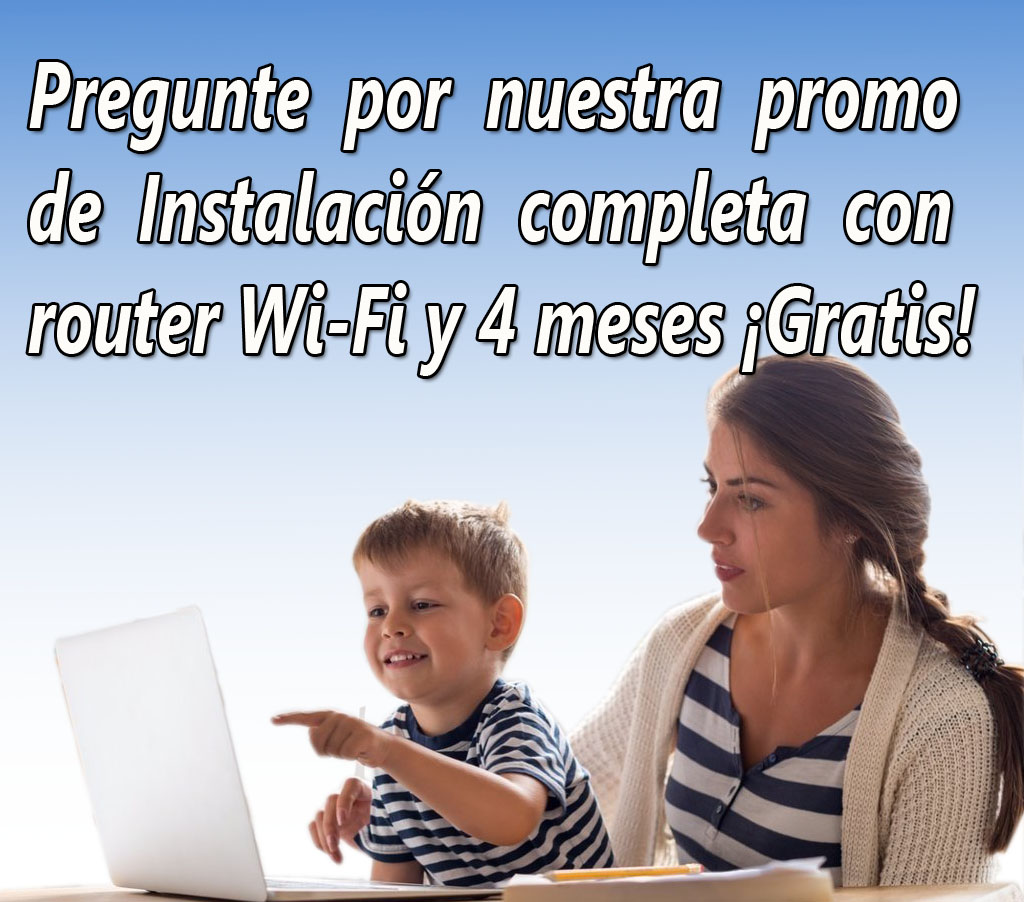 Pregunte por nuestra promo
de Instalación completa con
router Wi-Fi y 4 meses ¡Gratis!